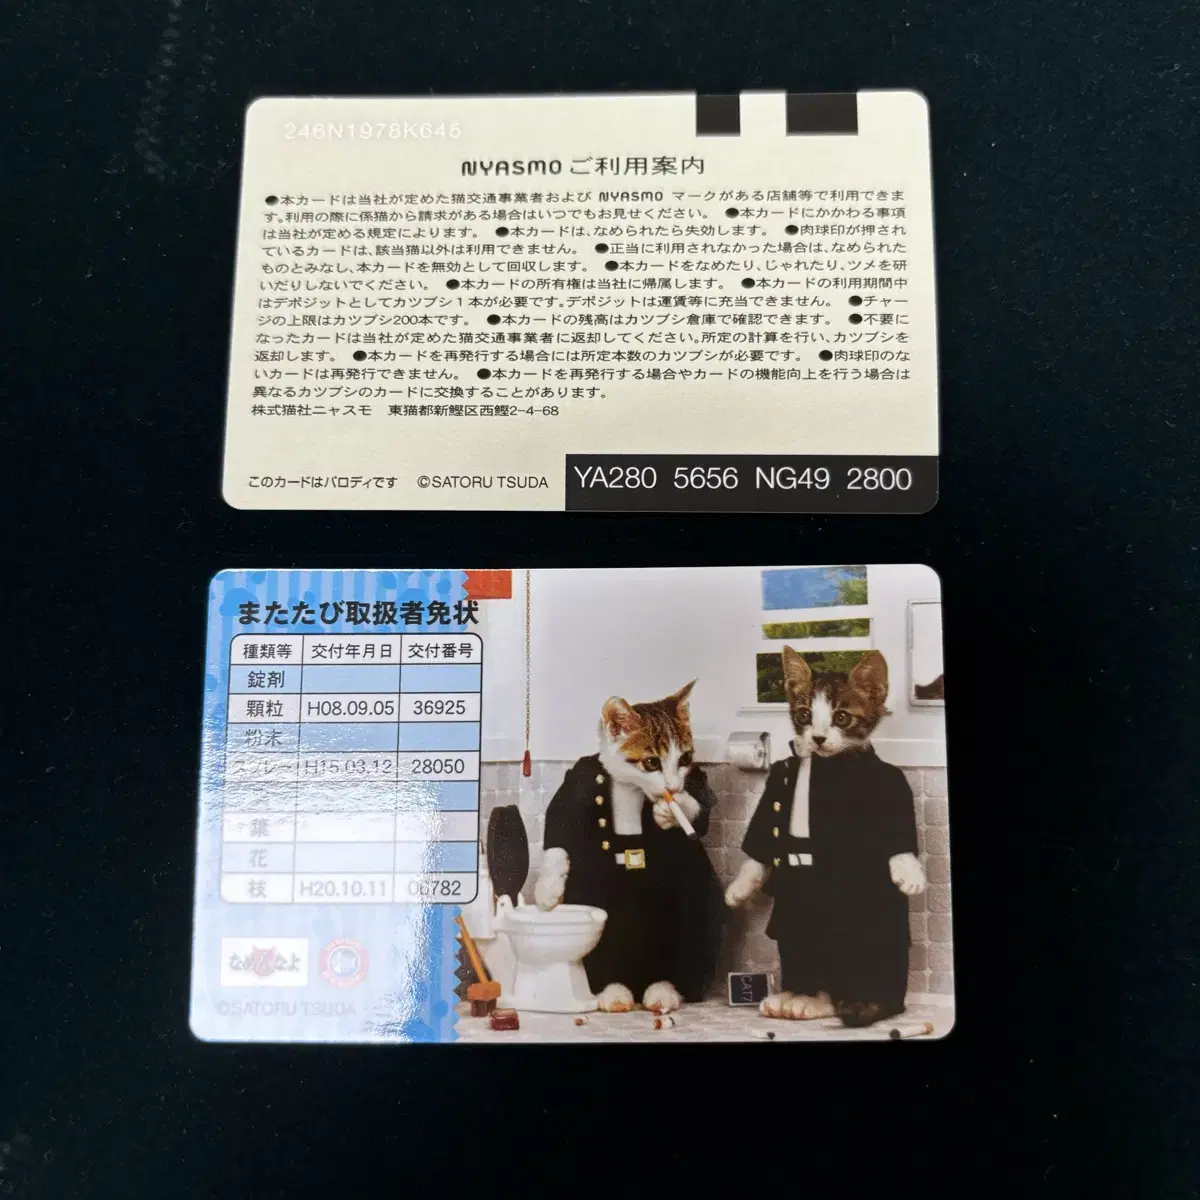 246N1978K645
NYASMO ご利用案内
●本カードは当社が定めた猫交通事業者および NYASMO マークがある店舗等で利用できま
す。利用の際に係猫から請求がある場合はいつでもお見せください。 ●本カードにかかわる事項
は当社が定める規定によります。 ●本カードは、なめられたら失効します。 ●肉球印が押され
ているカードは、該当猫以外は利用できません。 ●正当に利用されなかった場合は、なめられた
ものとみなし、本カードを無効として回収します。 ●本カードをなめたり、じゃれたり、ツメを研
いだりしないでください。 ●本カードの所有権は当社に帰属します。 ●本カードの利用期間中
はデポジットとしてカツブシ1本が必要です。デポジットは運賃等に充当できません。 ●チャー
ジの上限はカツブシ200本です。 ●本カードの残高はカツブシ倉庫で確認できます。 ●不要に
なったカードは当社が定めた猫交通事業者に返却してください。所定の計算を行い、カツブシを
返却します。 ●本カードを再発行する場合には所定本数のカツブシが必要です。 ●肉球印のな
いカードは再発行できません。 ●本カードを再発行する場合やカードの機能向上を行う場合は
異なるカツブシのカードに交換することがあります。
株式猫社ニャスモ 東猫都新鰹区西鰹2-4-68
このカードはパロディです ©SATORU TSUDA YA280 5656 NG49 2800
またたび取扱者免状
種類等 交付年月日 交付番号
錠剤
顆粒 H08.09.05 36925
粉末
スプレー H15.03.12 28050
葉
花
枝 H20.10.11 06782
なめんなよ
©SATORU TSUDA
CAT7